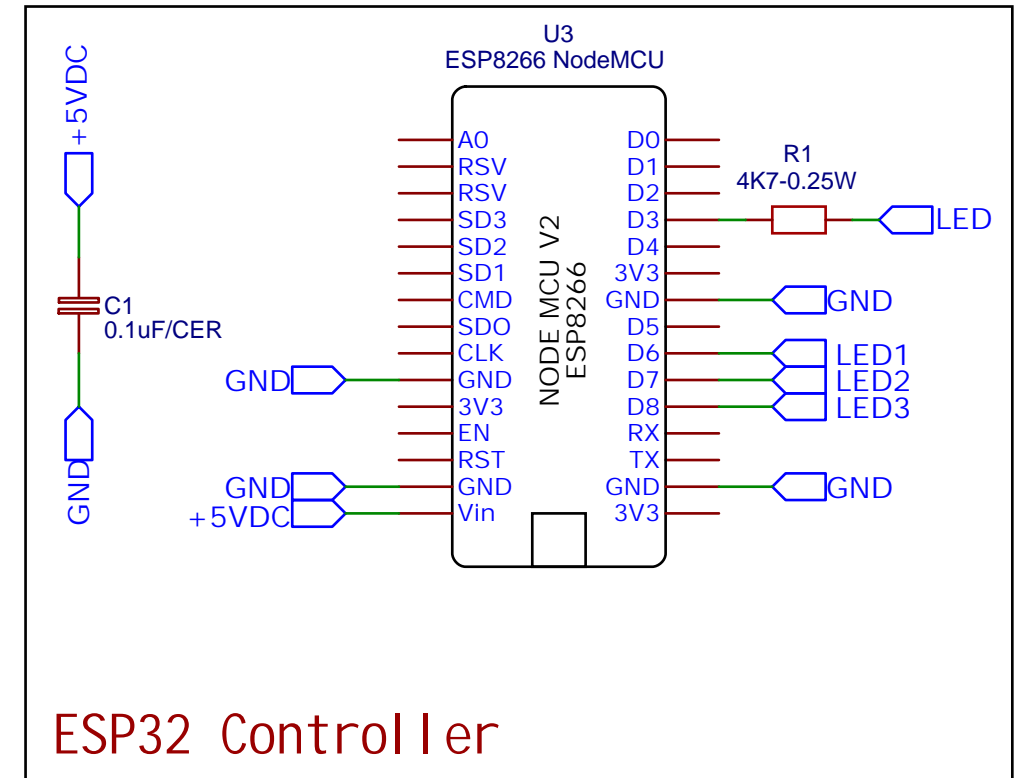 U3
ESP8266 NodeMCU
+5VDC
C1
0.1uF/CER
GND
A0
RSV
RSV
SD3
SD2
SD1
CMD
SDO
CLK
GND
GND
3V3
EN
RST
GND
GND
+5VDC
Vin
NODE MCU V2
ESP8266
D0
D1
D2
D3
D4
3V3
GND
D5
D6
D7
D8
RX
TX
GND
3V3
R1
4K7-0.25W
LED
GND
LED1
LED2
LED3
GND
ESP32 Controller